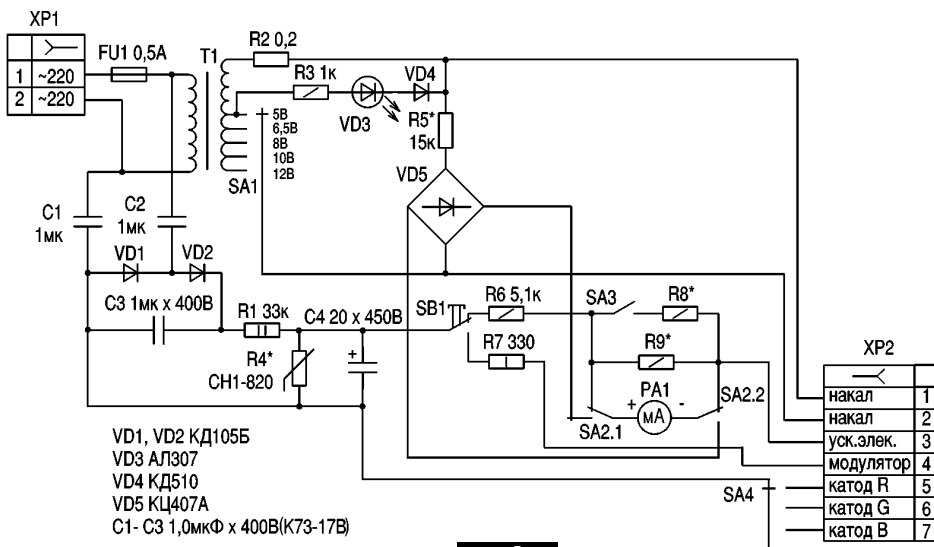 XP1
1 ~220
2 ~220
FU1 0,5А
T1
R2 0,2
R3 1к
VD3
VD4
R5*
15к
5В
6,5В
8В
10В
12В
SA1
VD5
C1
1мк
C2
1мк
VD1
VD2
C3 1мк x 400В
R1 33к
C4 20 x 450В
R4*
СН1-820
+
SB1
R6 5,1к
R7 330
SA3
R8*
R9*
PA1
+ мА -
SA2.1
SA2.2
SA4
XP2
накал 1
накал 2
уск.элек. 3
модулятор 4
катод R 5
катод G 6
катод B 7
VD1, VD2 КД105Б
VD3 АЛ307
VD4 КД510
VD5 КЦ407А
C1- C3 1,0мкФ x 400В(К73-17В)